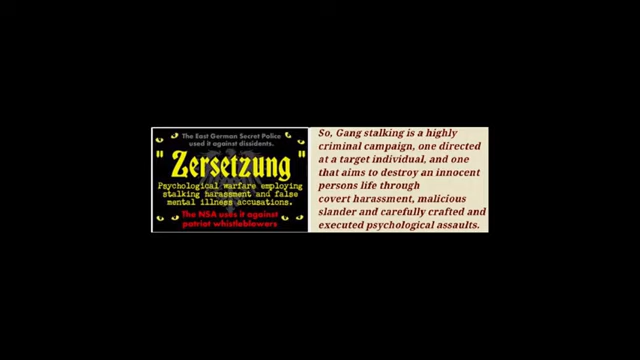 The East German Secret Police
used it against dissidents.
" Zersetzung "
Psychological warfare employing
stalking harassment and false
mental illness accusations.
The NSA uses it against
patriot whistleblowers
So, Gang stalking is a highly
criminal campaign, one directed
at a target individual, and one
that aims to destroy an innocent
persons life through
covert harassment, malicious
slander and carefully crafted and
executed psychological assaults.